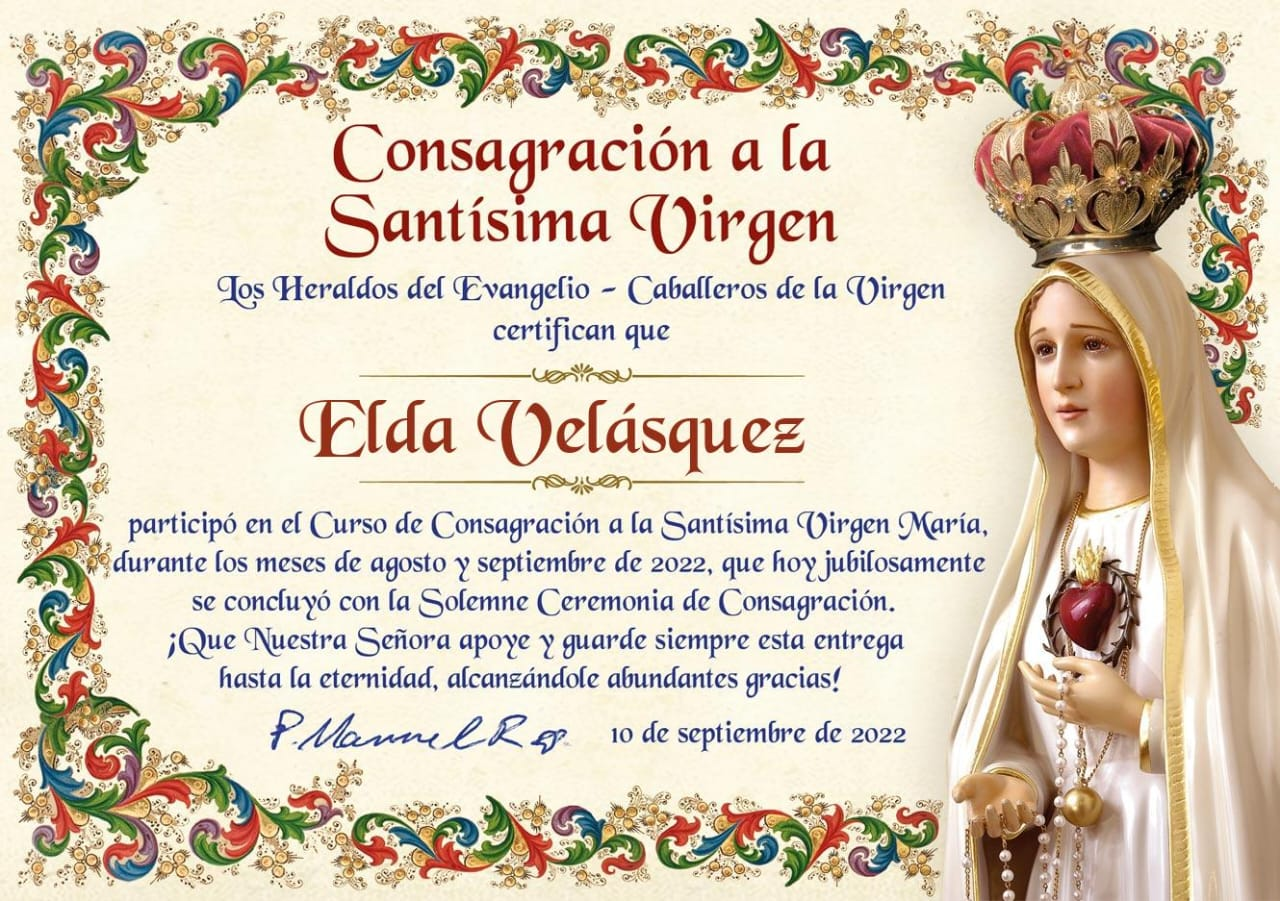 Consagración a la
Santísima Virgen
Los Heraldos del Evangelio - Caballeros de la Virgen
certifican que
Elda Velásquez
participó en el Curso de Consagración a la Santísima Virgen María,
durante los meses de agosto y septiembre de 2022, que hoy jubilosamente
se concluyó con la Solemne Ceremonia de Consagración.
¡Que Nuestra Señora apoye y guarde siempre esta entrega
hasta la eternidad, alcanzándole abundantes gracias!
P. Manuel R 10 de septiembre de 2022